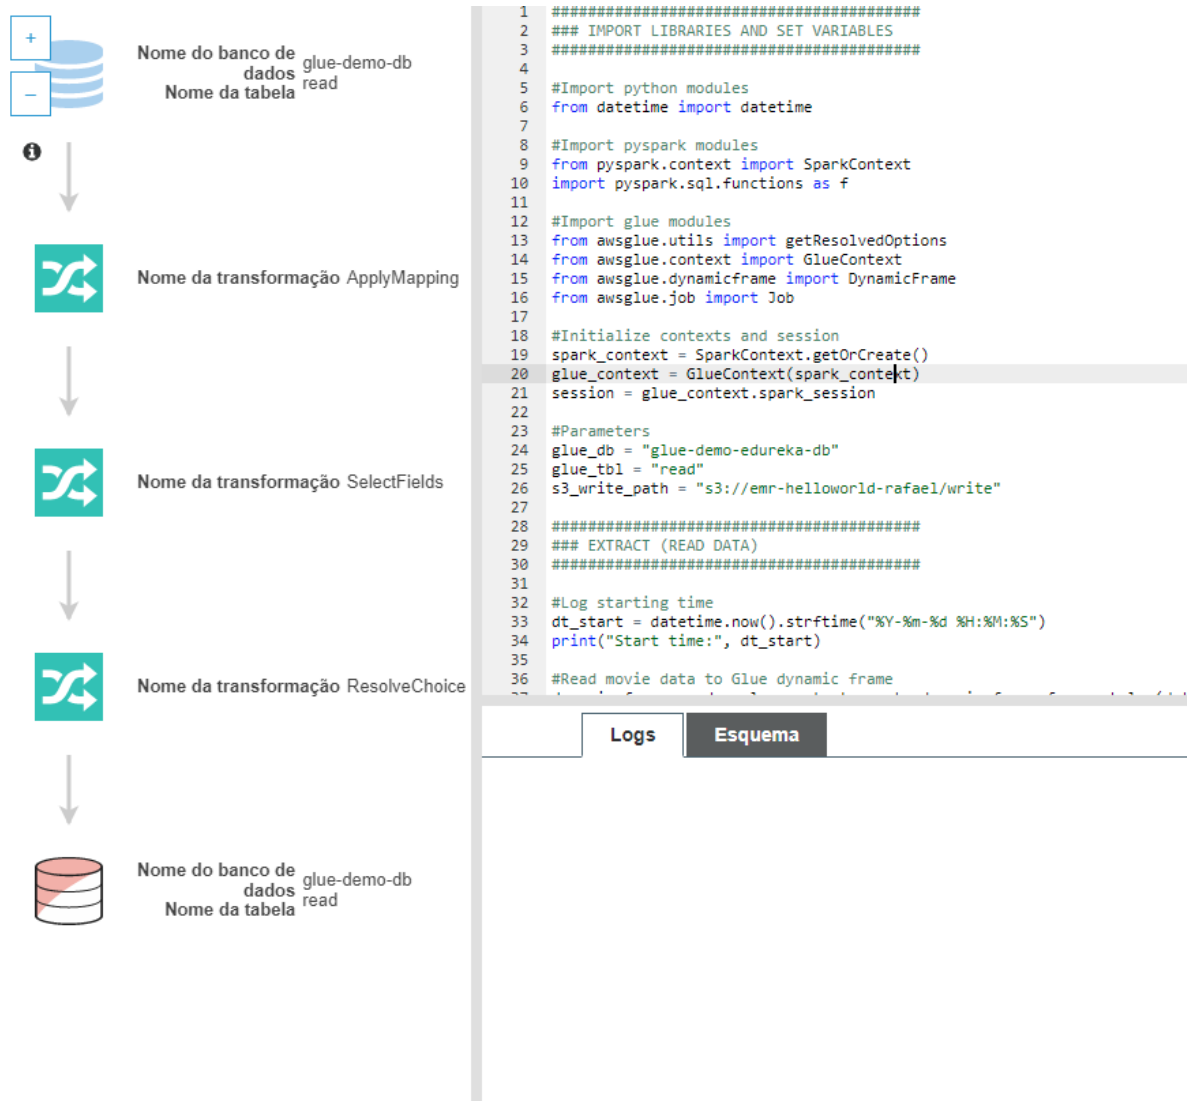 +
−
Nome do banco de
dados
Nome da tabela
glue-demo-db
read
Nome da transformação ApplyMapping
Nome da transformação SelectFields
Nome da transformação ResolveChoice
Nome do banco de
dados
Nome da tabela
glue-demo-db
read
1 #########################################
2 ### IMPORT LIBRARIES AND SET VARIABLES
3 #########################################
4
5 #Import python modules
6 from datetime import datetime
7
8 #Import pyspark modules
9 from pyspark.context import SparkContext
10 import pyspark.sql.functions as f
11
12 #Import glue modules
13 from awsglue.utils import getResolvedOptions
14 from awsglue.context import GlueContext
15 from awsglue.dynamicframe import DynamicFrame
16 from awsglue.job import Job
17
18 #Initialize contexts and session
19 spark_context = SparkContext.getOrCreate()
20 glue_context = GlueContext(spark_context)
21 session = glue_context.spark_session
22
23 #Parameters
24 glue_db = "glue-demo-edureka-db"
25 glue_tbl = "read"
26 s3_write_path = "s3://emr-helloworld-rafael/write"
27
28 #########################################
29 ### EXTRACT (READ DATA)
30 #########################################
31
32 #Log starting time
33 dt_start = datetime.now().strftime("%Y-%m-%d %H:%M:%S")
34 print("Start time:", dt_start)
35
36 #Read movie data to Glue dynamic frame
Logs
Esquema